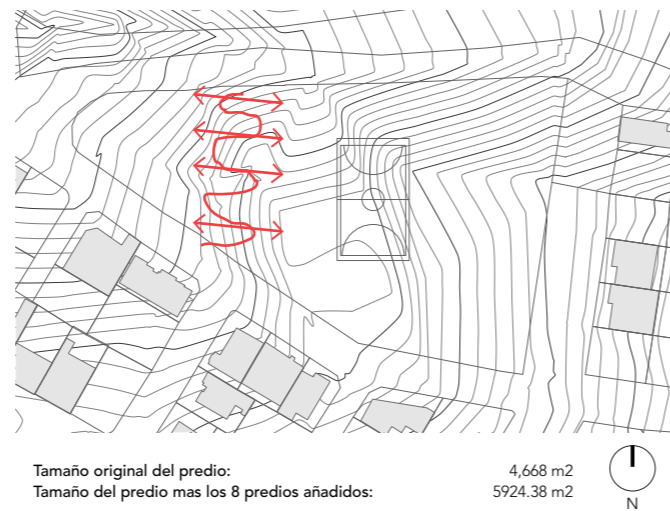 Tamaño original del predio: 4,668 m2
Tamaño del predio mas los 8 predios añadidos: 5924.38 m2
N